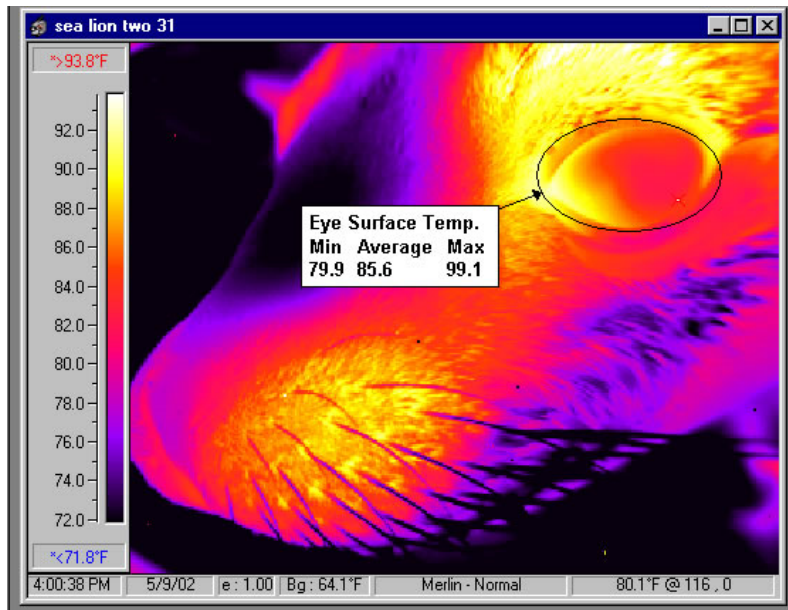 sea lion two 31
*>93.8°F
92.0
90.0
88.0
86.0
84.0
82.0
80.0
78.0
76.0
74.0
72.0
*<71.8°F
Eye Surface Temp.
Min Average Max
79.9 85.6 99.1
4:00:38 PM 5/9/02 e : 1.00 Bg : 64.1°F Merlin - Normal 80.1°F @ 116 , 0